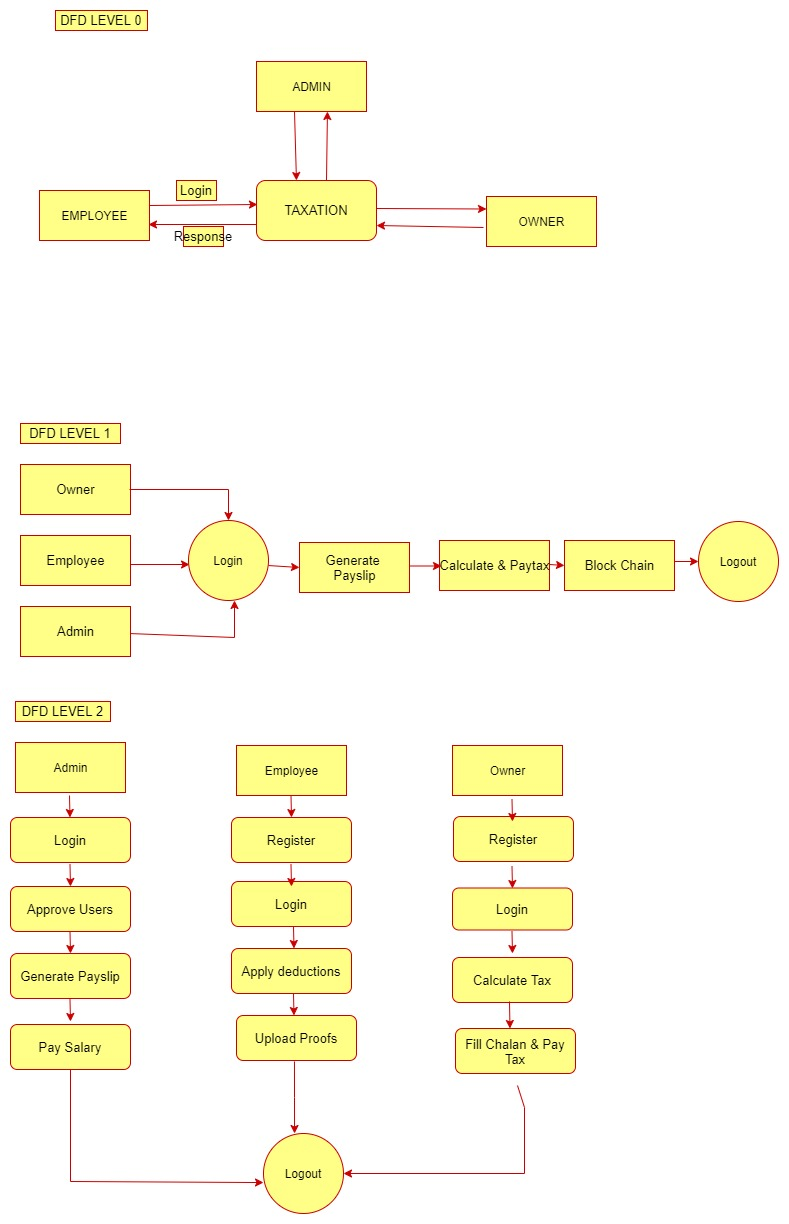 DFD LEVEL 0
ADMIN
Login
EMPLOYEE
TAXATION
OWNER
Response
DFD LEVEL 1
Owner
Employee
Admin
Login
Generate
Payslip
Calculate & Paytax
Block Chain
Logout
DFD LEVEL 2
Admin
Login
Approve Users
Generate Payslip
Pay Salary
Employee
Register
Login
Apply deductions
Upload Proofs
Owner
Register
Login
Calculate Tax
Fill Chalan & Pay
Tax
Logout